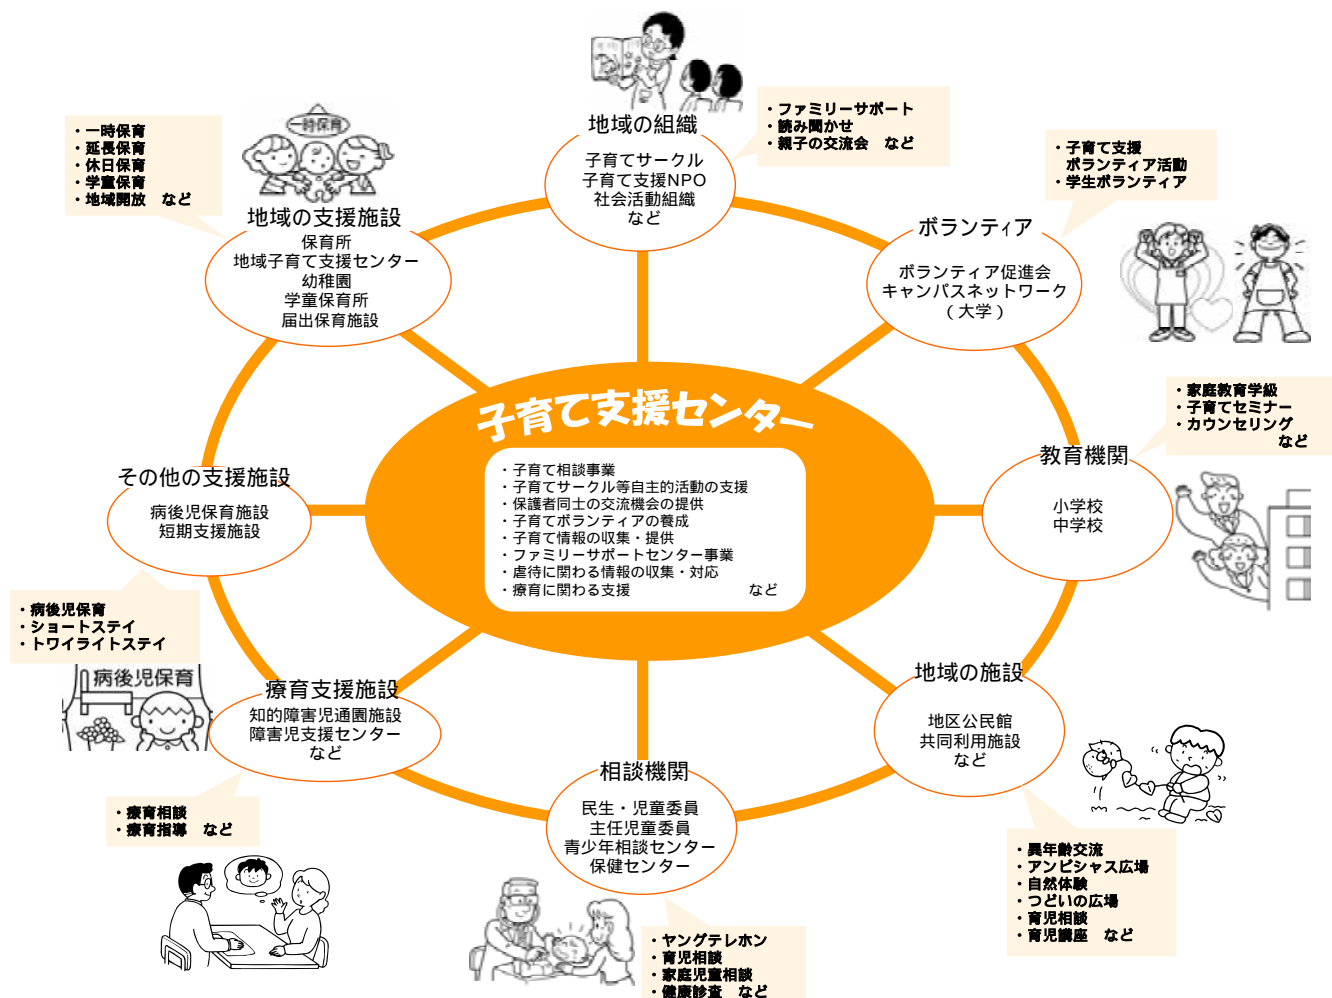 地域の組織
子育てサークル
子育て支援NPO
社会活動組織
など
・ファミリーサポート
・読み聞かせ
・親子の交流会　など
・一時保育
・延長保育
・休日保育
・学童保育
・地域開放　など
一時保育
地域の支援施設
保育所
地域子育て支援センター
幼稚園
学童保育所
届出保育施設
・子育て支援
ボランティア活動
・学生ボランティア
ボランティア
ボランティア促進会
キャンパスネットワーク
（大学）
子育て支援センター
・子育て相談事業
・子育てサークル等自主的活動の支援
・保護者同士の交流機会の提供
・子育てボランティアの養成
・子育て情報の収集・提供
・ファミリーサポートセンター事業
・虐待に関わる情報の収集・対応
・療育に関わる支援　など
・家庭教育学級
・子育てセミナー
・カウンセリング
など
教育機関
小学校
中学校
その他の支援施設
病後児保育施設
短期支援施設
・病後児保育
・ショートステイ
・トワイライトステイ
病後児保育
療育支援施設
知的障害児通園施設
障害児支援センター
など
・療育相談
・療育指導　など
相談機関
民生・児童委員
主任児童委員
青少年相談センター
保健センター
・ヤングテレホン
・育児相談
・家庭児童相談
・健康診査　など
地域の施設
地区公民館
共同利用施設
など
・異年齢交流
・アンビシャス広場
・自然体験
・つどいの広場
・育児相談
・育児講座　など